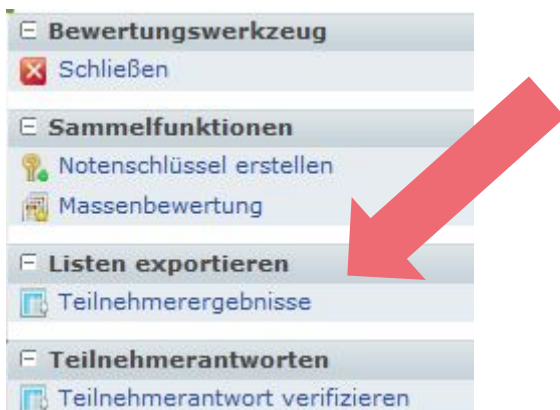 Bewertungswerkzeug
Schließen
Sammelfunktionen
Notenschlüssel erstellen
Massenbewertung
Listen exportieren
Teilnehmerergebnisse
Teilnehmerantworten
Teilnehmerantwort verifizieren